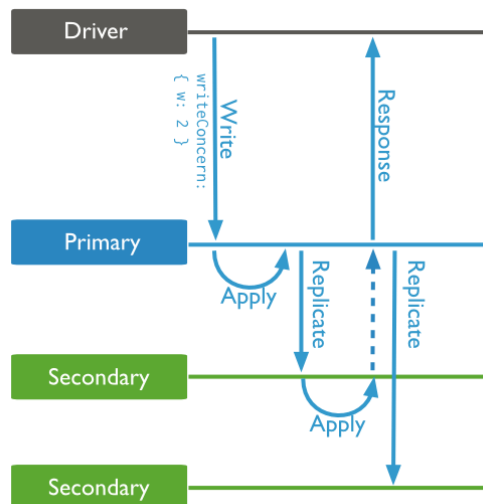 Driver
Write
writeConcern:
{ w: 2 }
Response
Primary
Apply
Replicate
Replicate
Secondary
Apply
Secondary